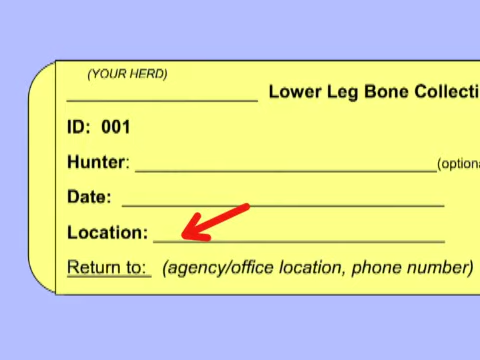 (YOUR HERD)
Lower Leg Bone Collecti
ID: 001
Hunter: (optiona
Date:
Location:
Return to: (agency/office location, phone number)